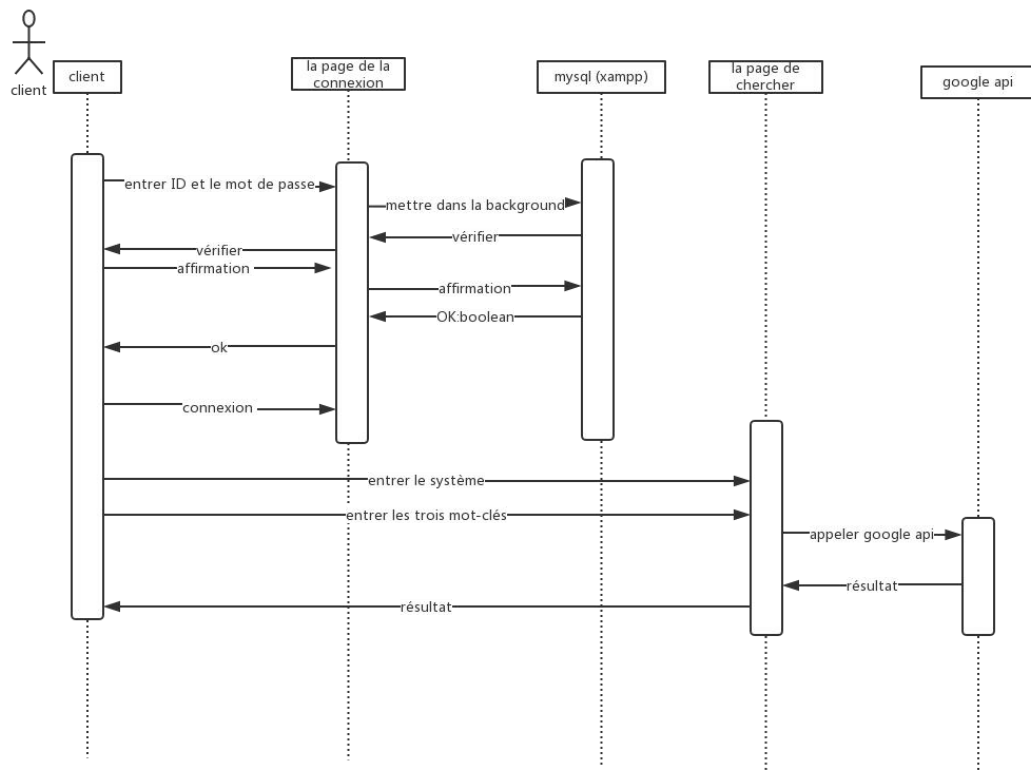 client
client
la page de la
connexion
mysql (xampp)
la page de
chercher
google api
entrer ID et le mot de passe
mettre dans la background
vérifier
vérifier
affirmation
affirmation
OK:boolean
ok
connexion
entrer le système
entrer les trois mot-clés
appeler google api
résultat
résultat